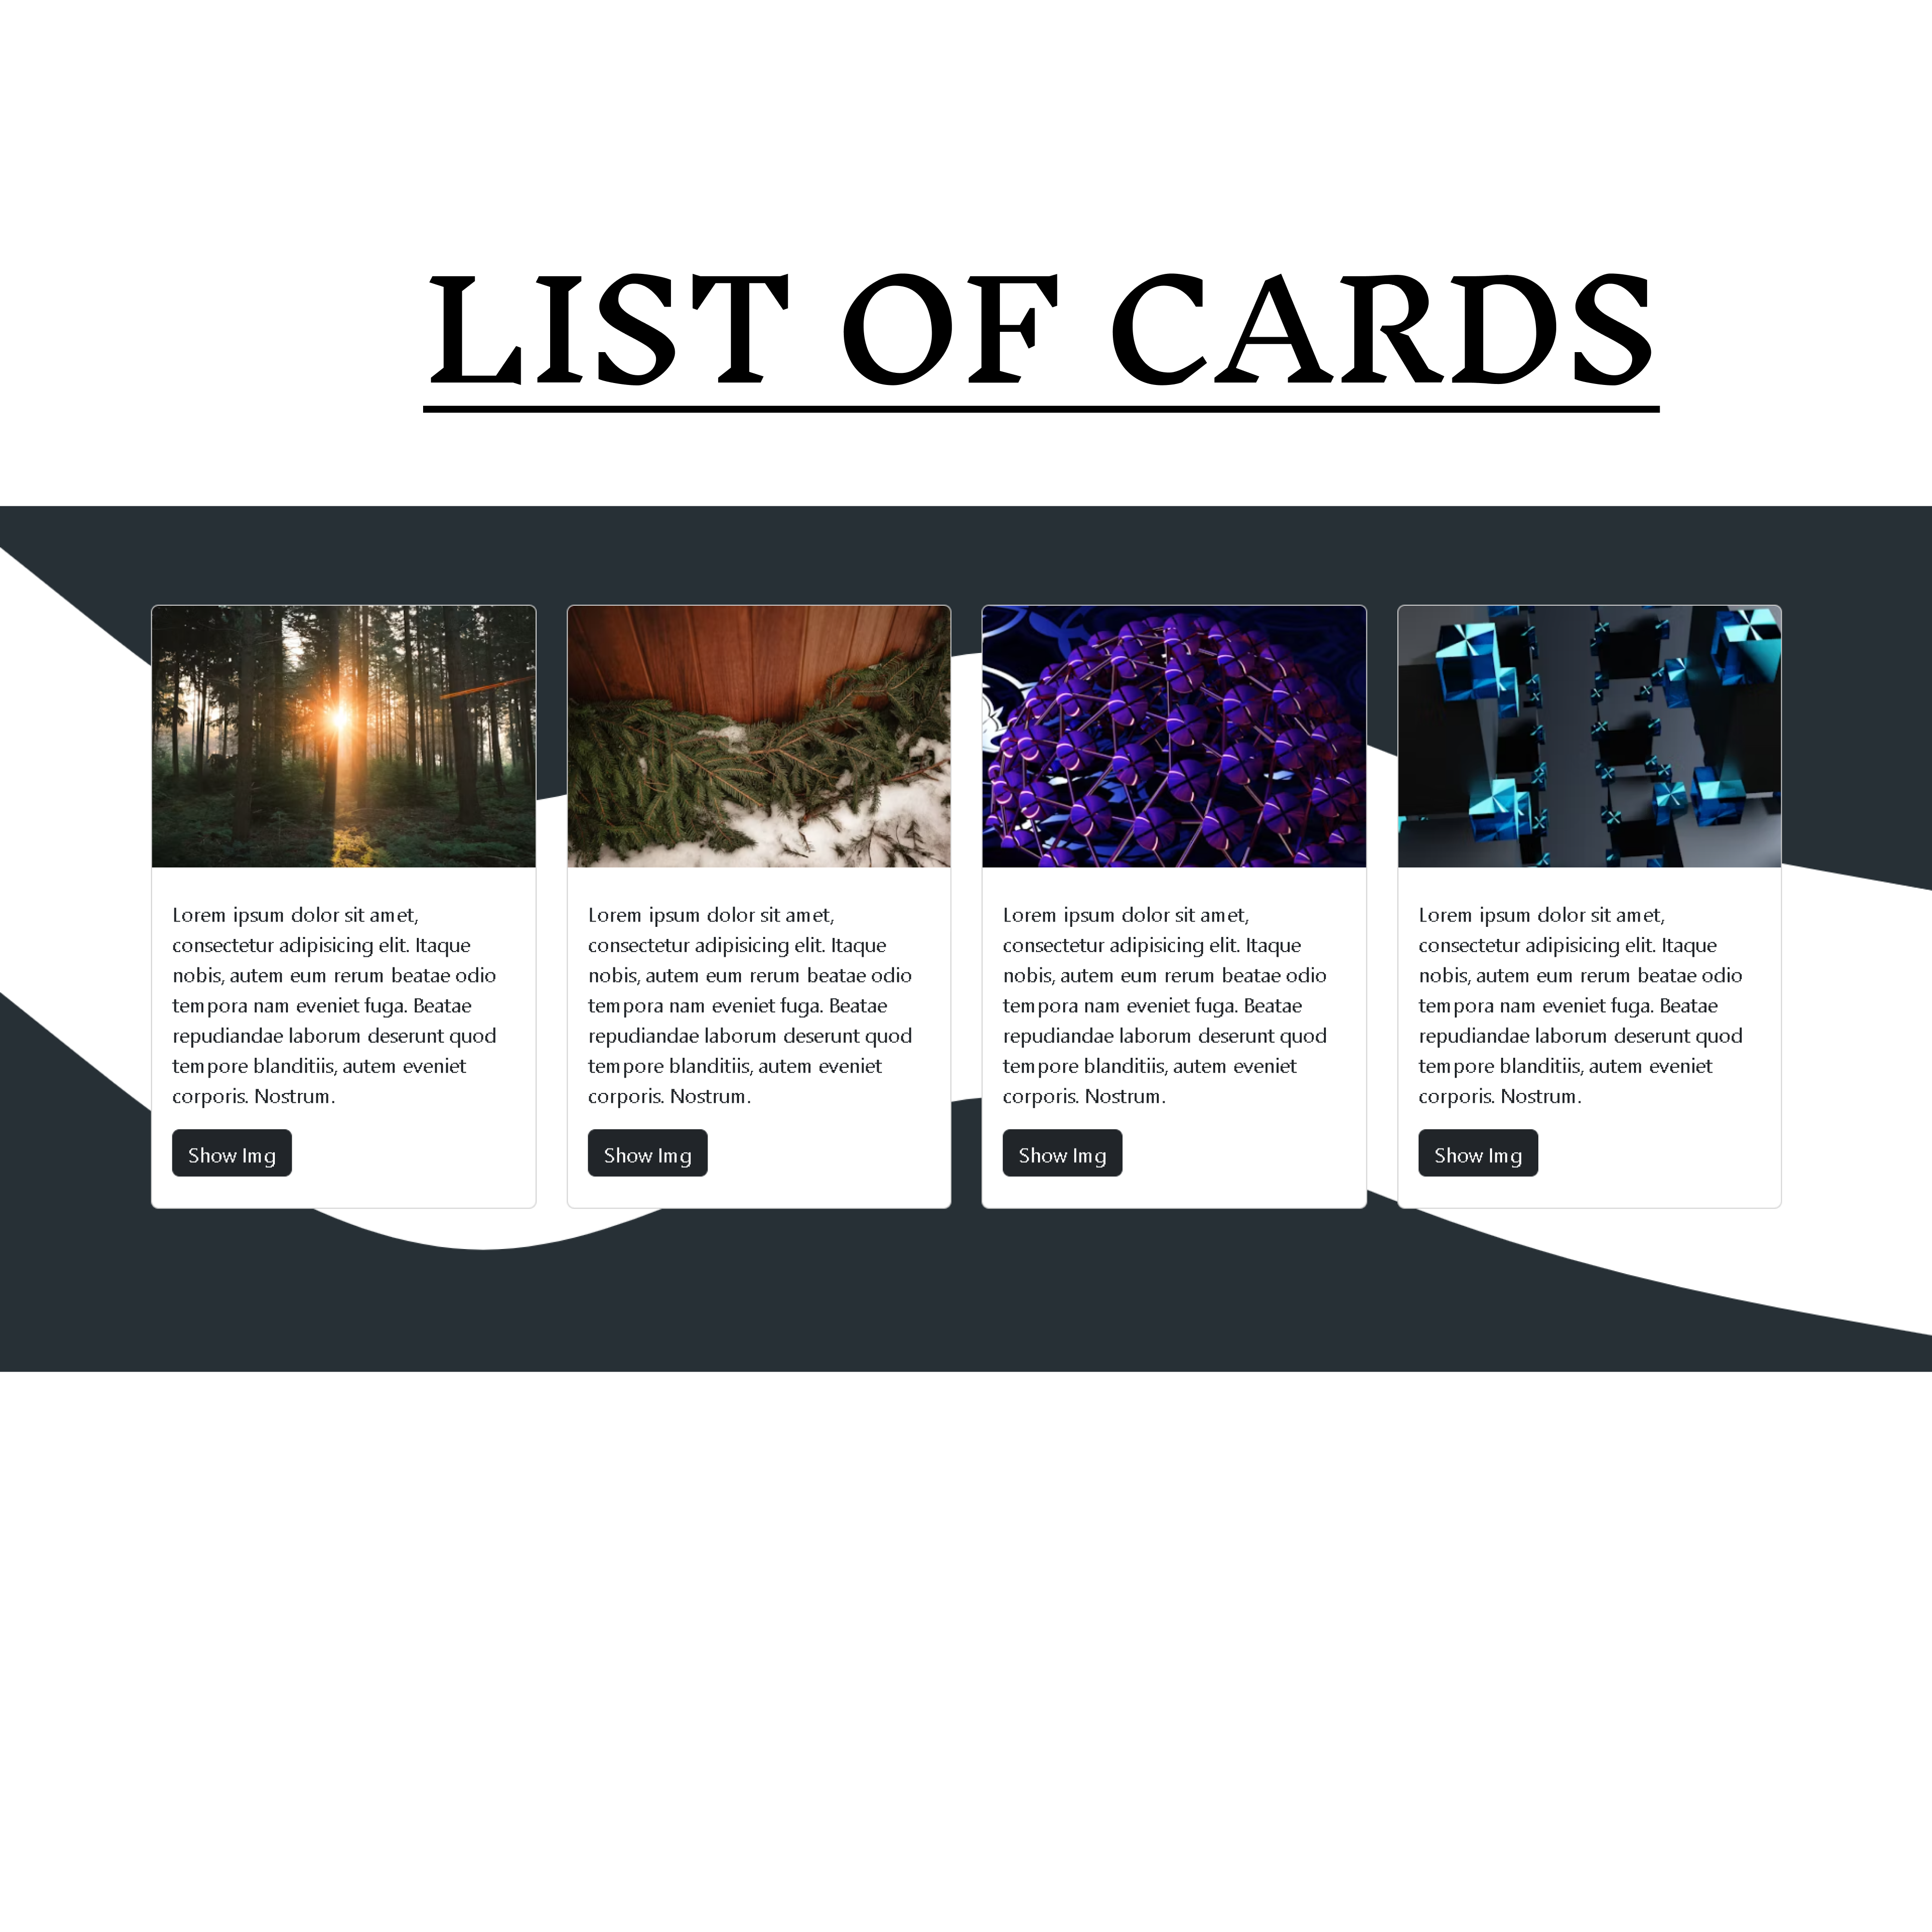 LIST OF CARDS
Lorem ipsum dolor sit amet,
consectetur adipisicing elit. Itaque
nobis, autem eum rerum beatae odio
tempora nam eveniet fuga. Beatae
repudiandae laborum deserunt quod
tempore blanditiis, autem eveniet
corporis. Nostrum.
Show Img
Lorem ipsum dolor sit amet,
consectetur adipisicing elit. Itaque
nobis, autem eum rerum beatae odio
tempora nam eveniet fuga. Beatae
repudiandae laborum deserunt quod
tempore blanditiis, autem eveniet
corporis. Nostrum.
Show Img
Lorem ipsum dolor sit amet,
consectetur adipisicing elit. Itaque
nobis, autem eum rerum beatae odio
tempora nam eveniet fuga. Beatae
repudiandae laborum deserunt quod
tempore blanditiis, autem eveniet
corporis. Nostrum.
Show Img
Lorem ipsum dolor sit amet,
consectetur adipisicing elit. Itaque
nobis, autem eum rerum beatae odio
tempora nam eveniet fuga. Beatae
repudiandae laborum deserunt quod
tempore blanditiis, autem eveniet
corporis. Nostrum.
Show Img